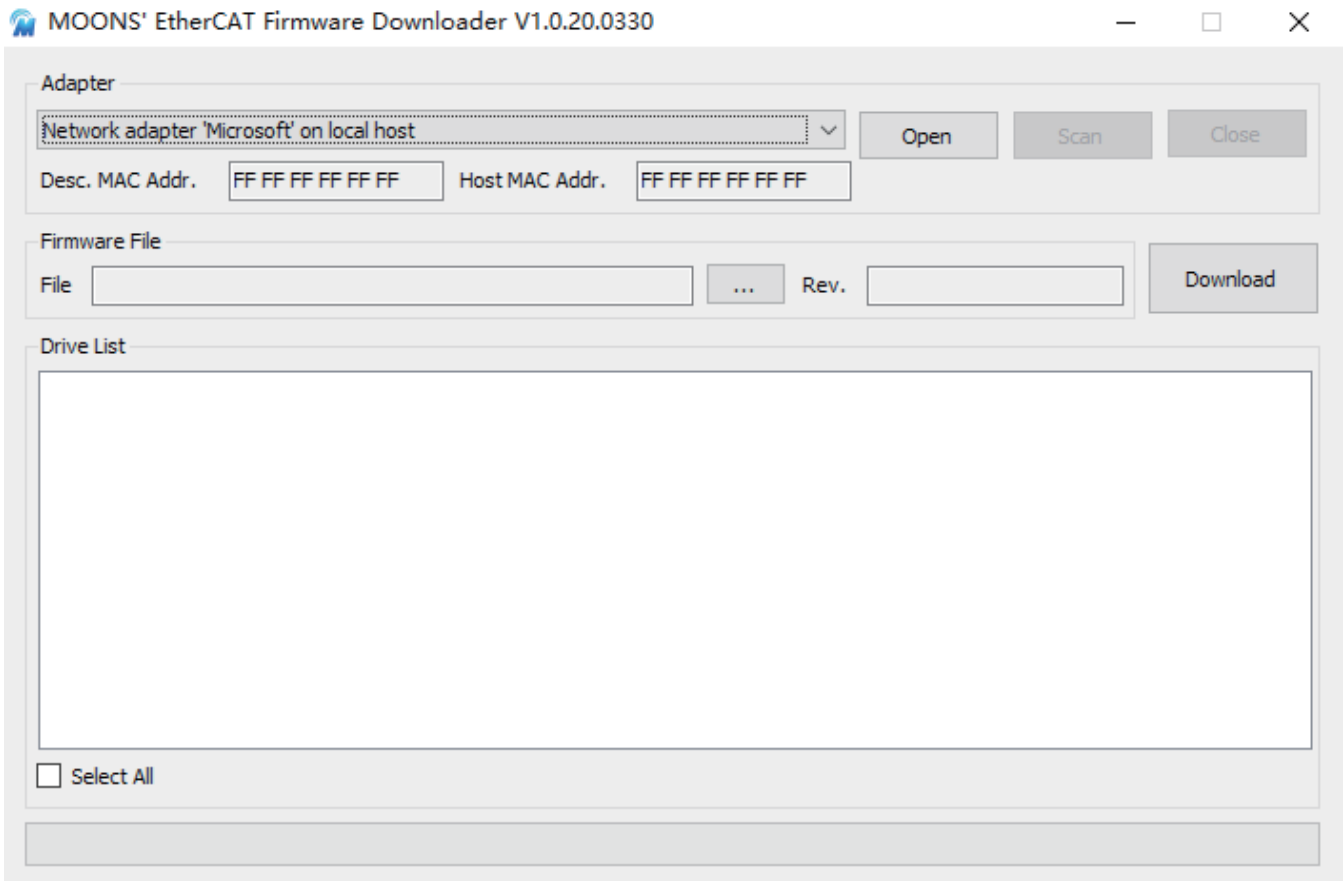 MOONS' EtherCAT Firmware Downloader V1.0.20.0330
Adapter
Network adapter 'Microsoft' on local host
Open
Scan
Close
Desc. MAC Addr.
FF FF FF FF FF FF
Host MAC Addr.
FF FF FF FF FF FF
Firmware File
File
...
Rev.
Download
Drive List
Select All